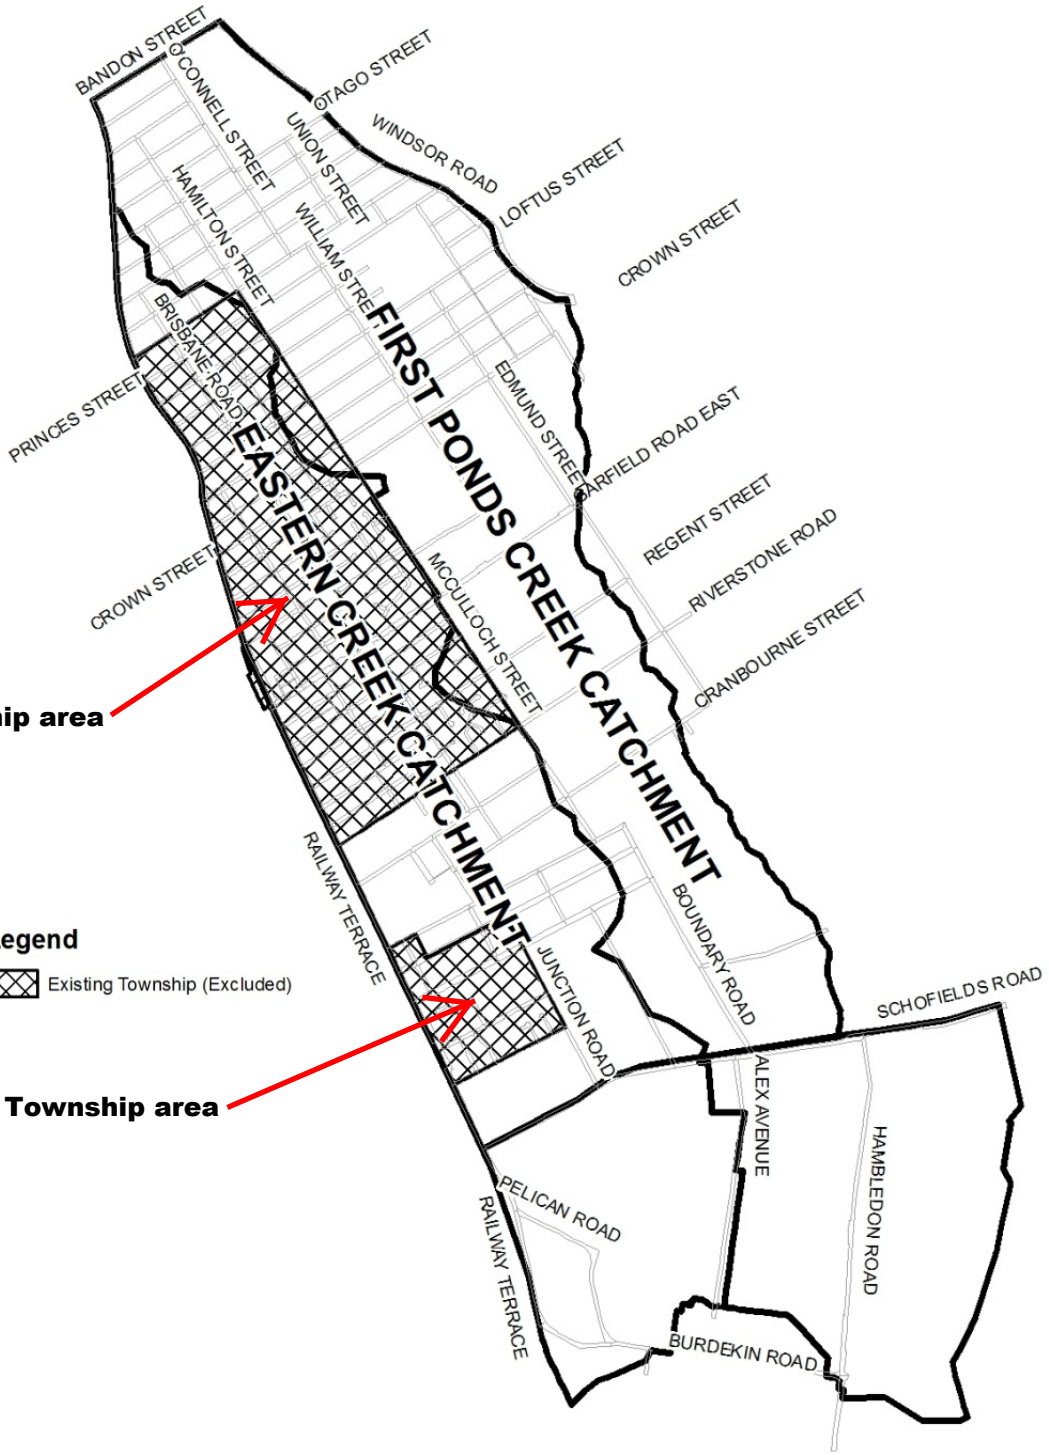 BANDON STREET
O'CONNELL STREET
OTAGO STREET
UNION STREET
WINDSOR ROAD
LOFTUS STREET
HAMILTON STREET
WILLIAM STREET
CROWN STREET
BRISBANE ROAD
FIRST PONDS CREEK CATCHMENT
PRINCES STREET
EDMUND STREET
GARFIELD ROAD EAST
EASTERN CREEK CATCHMENT
REGENT STREET
RIVERSTONE ROAD
CROWN STREET
MCCULLOCH STREET
CRANBOURNE STREET
ip area
RAILWAY TERRACE
BOUNDARY ROAD
egend
Existing Township (Excluded)
JUNCTION ROAD
SCHOFIELDS ROAD
Township area
ALEX AVENUE
HAMBLEDON ROAD
PELICAN ROAD
RAILWAY TERRACE
BURDEKIN ROAD